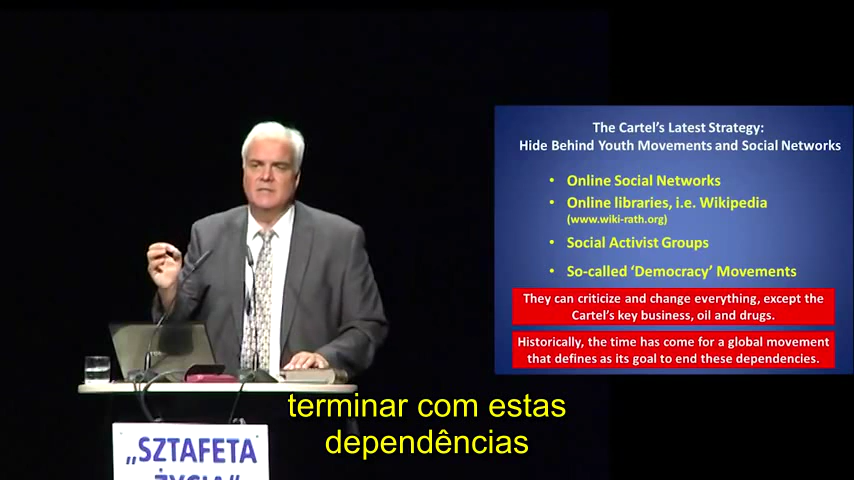 The Cartel's Latest Strategy:
Hide Behind Youth Movements and Social Networks
• Online Social Networks
• Online libraries, i.e. Wikipedia
(www.wiki-rath.org)
• Social Activist Groups
• So-called 'Democracy' Movements
They can criticize and change everything, except the
Cartel's key business, oil and drugs.
Historically, the time has come for a global movement
that defines as its goal to end these dependencies.
terminar com estas
dependências
„SZTAFETA
ŻYCIA"